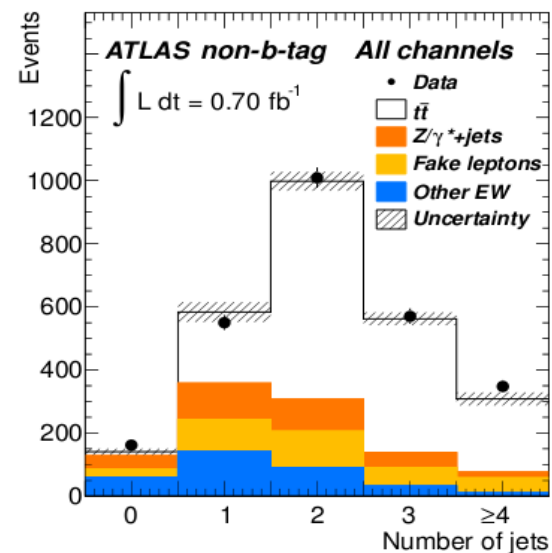 Events
ATLAS non-b-tag All channels
∫ L dt = 0.70 fb⁻¹
Data
tt̄
Z/γ*+jets
Fake leptons
Other EW
Uncertainty
1200
1000
800
600
400
200
0
0 1 2 3 ≥4
Number of jets